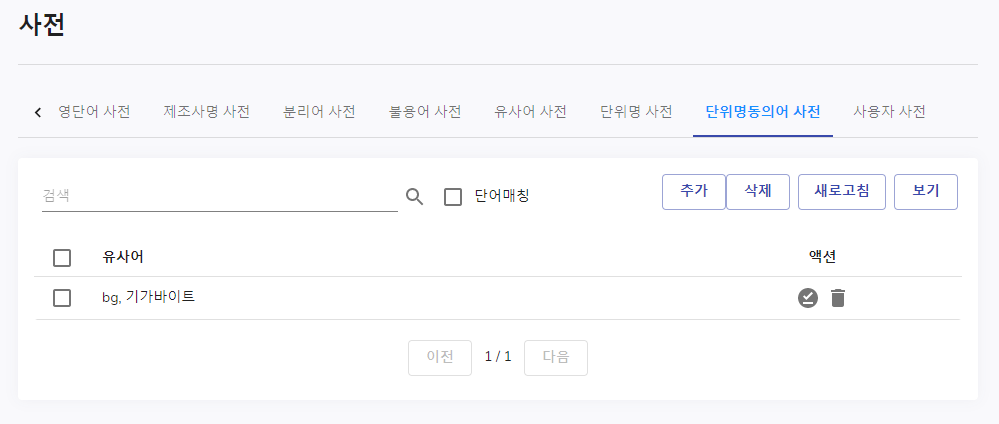 사전
영단어 사전 제조사명 사전 분리어 사전 불용어 사전 유사어 사전 단위명 사전 단위명동의어 사전 사용자 사전
검색 단어매칭 추가 삭제 새로고침 보기
유사어 액션
bg, 기가바이트
이전 1 / 1 다음